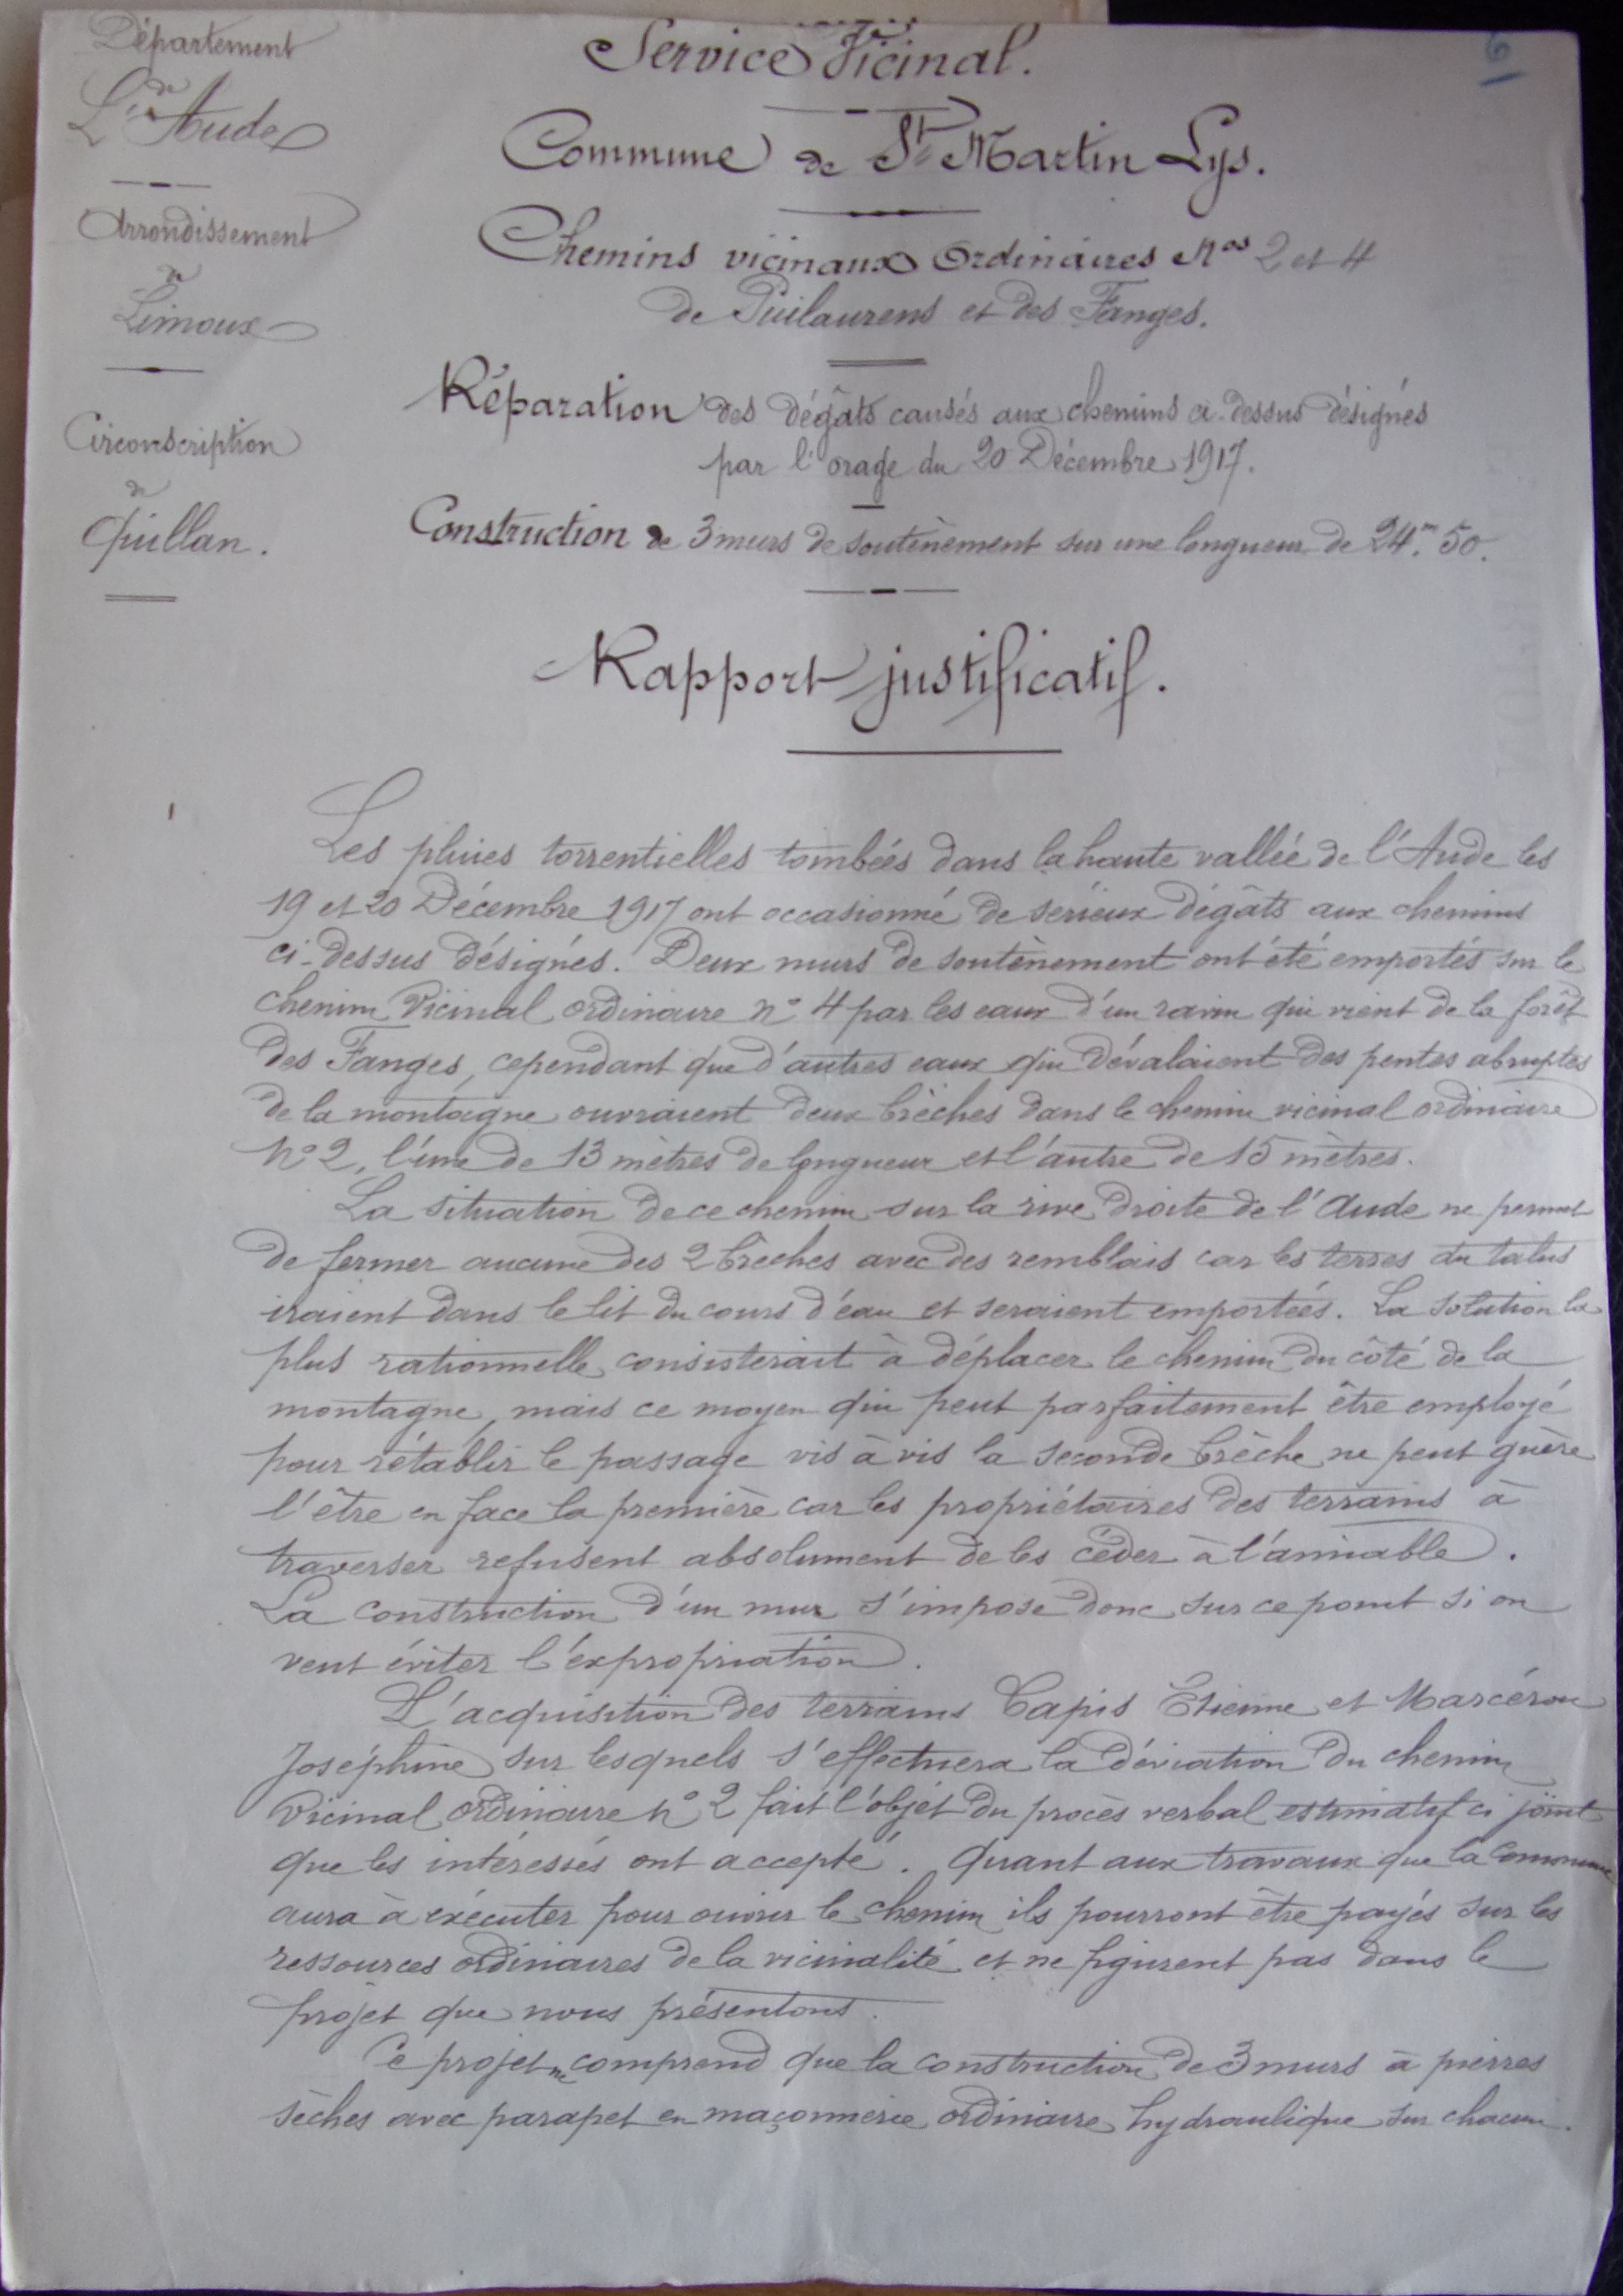 Département
de
L'Aude
Arrondissement
de
Limoux
Circonscription
de
Quillan.
Service Vicinal.
Commune de St Martin Lys.
Chemins vicinaux ordinaires Nos 2 et 4
de Puilaurens et des Fanges.
Réparation des dégâts causés aux chemins ci-dessus désignés
par l'orage du 20 Décembre 1917.
Construction de 3 murs de soutènement sur une longueur de 24m.50.
Rapport justificatif.
Les pluies torrentielles tombées dans la haute vallée de l'Aude les
19 et 20 Décembre 1917 ont occasionné de sérieux dégâts aux chemins
ci-dessus désignés. Deux murs de soutènement ont été emportés sur le
chemin Vicinal ordinaire n° 4 par les eaux d'un ravin qui vient de la forêt
des Fanges, cependant que d'autres eaux qui dévalaient des pentes abruptes
de la montagne ouvraient deux brèches dans le chemin vicinal ordinaire
N° 2, l'une de 13 mètres de longueur et l'autre de 15 mètres.
La situation de ce chemin sur la rive droite de l'Aude ne permet
de fermer aucune des 2 brèches avec des remblais car les terres du talus
iraient dans le lit du cours d'eau et seraient emportées. La solution la
plus rationnelle consisterait à déplacer le chemin du côté de la
montagne, mais ce moyen qui peut parfaitement être employé
pour rétablir le passage vis à vis la seconde brèche ne peut guère
l'être en face la première car les propriétaires des terrains à
traverser refusent absolument de les céder à l'amiable.
La construction d'un mur s'impose donc sur ce point si on
veut éviter l'éxpropriation.
L'acquisition des terrains Capis Etienne et Marcérou
Joséphine sur lesquels s'effectuera la déviation du chemin
Vicinal ordinaire n° 2 fait l'objet du procès verbal estimatif ci joint
que les intéressés ont accepté. Quant aux travaux que la Commune
aura à exécuter pour ouvrir le chemin ils pourront être payés sur les
ressources ordinaires de la vicinalité et ne figurent pas dans le
projet que nous présentons.
Ce projet ne comprend que la construction de 3 murs à pierres
sèches avec parapet en maçonnerie ordinaire hydraulique sur chacun.